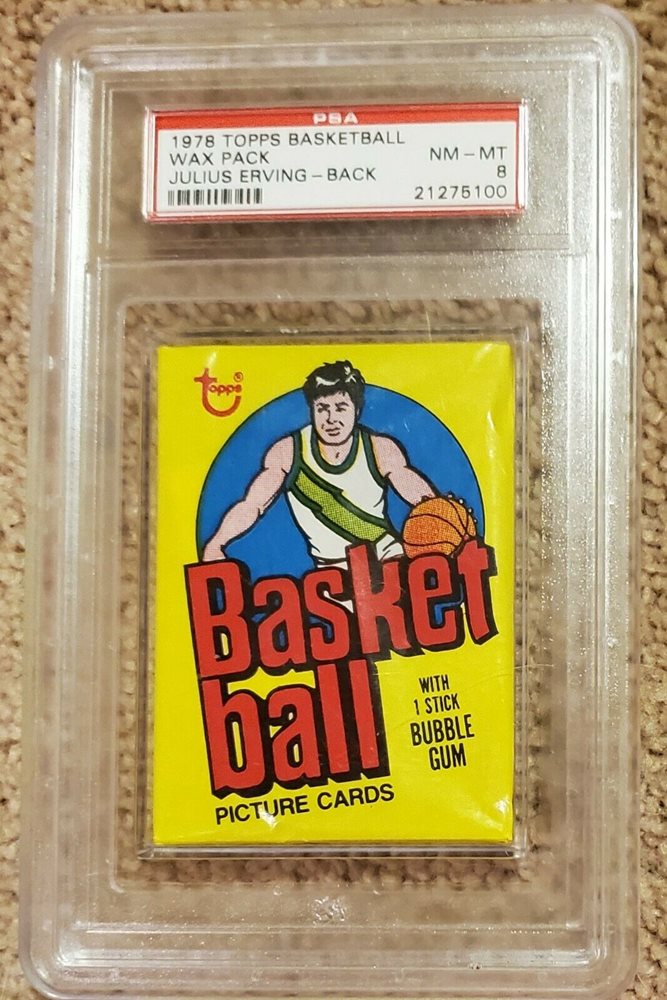 PSA
1978 TOPPS BASKETBALL
WAX PACK NM-MT
JULIUS ERVING-BACK 8
21275100
topps®
Basket
ball
WITH
1 STICK
BUBBLE
GUM
PICTURE CARDS